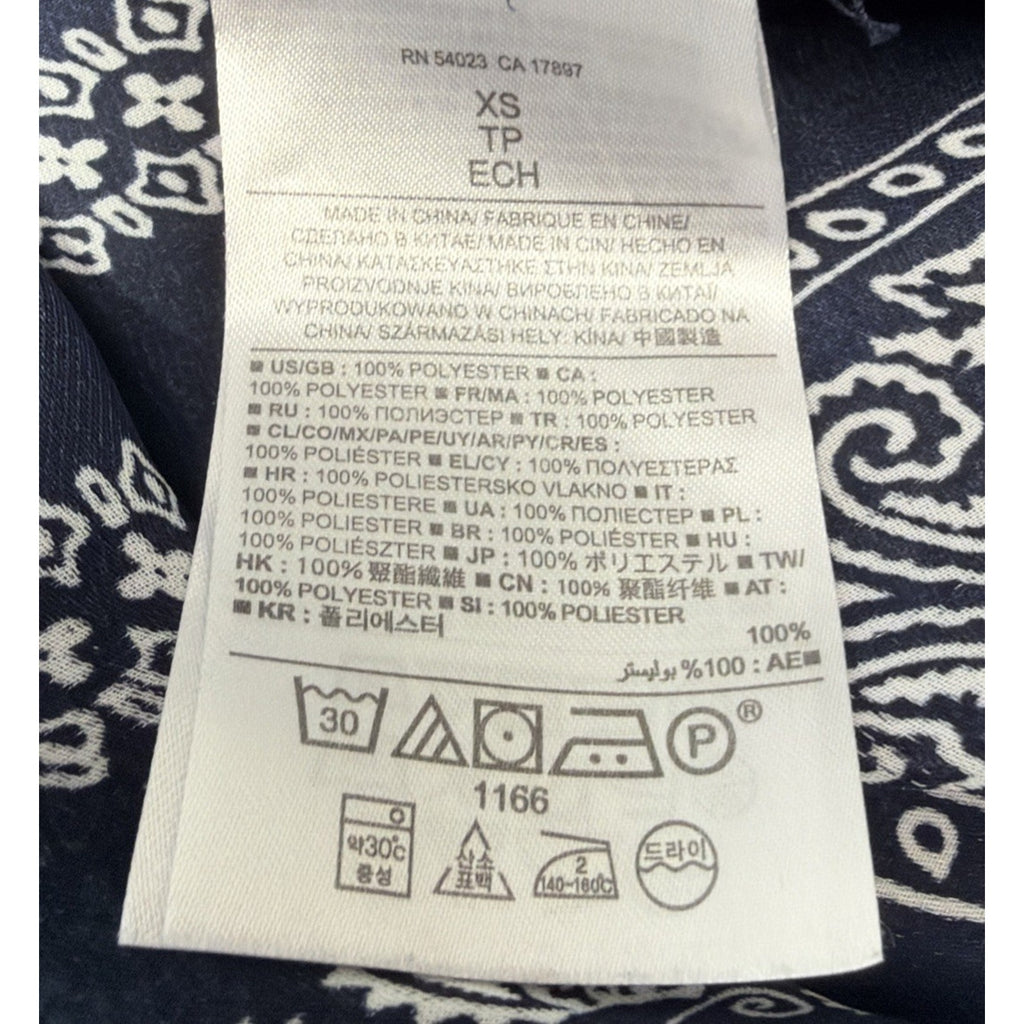 RN 54023 CA 17897
XS
TP
ECH
MADE IN CHINA/ FABRIQUE EN CHINE/
СДЕЛАНО В КИТАЕ/ MADE IN CIN/ HECHO EN
CHINA/ ΚΑΤΑΣΚΕΥΑΣΤΗΚΕ ΣΤΗΝ ΚΙΝΑ/ ZEMLJA
PROIZVODNJE KINA/ ВИРОБЛЕНО В КИТАЇ/
WYPRODUKOWANO W CHINACH/ FABRICADO NA
CHINA/ SZÁRMAZÁSI HELY: KÍNA/ 中國製造
■ US/GB : 100% POLYESTER ■ CA :
100% POLYESTER ■ FR/MA : 100% POLYESTER
■ RU : 100% ПОЛИЭСТЕР ■ TR : 100% POLYESTER
■ CL/CO/MX/PA/PE/UY/AR/PY/CR/ES :
100% POLIÉSTER ■ EL/CY : 100% ΠΟΛΥΕΣΤΕΡΑΣ
■ HR : 100% POLIESTERSKO VLAKNO ■ IT :
100% POLIESTERE ■ UA : 100% ПОЛІЕСТЕР ■ PL :
100% POLIESTER ■ BR : 100% POLIÉSTER ■ HU :
100% POLIÉSZTER ■ JP : 100% ポリエステル ■ TW/
HK : 100% 聚酯纖維 ■ CN : 100% 聚酯纤维 ■ AT :
100% POLYESTER ■ SI : 100% POLIESTER
■ KR : 폴리에스터
100%
■AE : 100% بوليستر
30 P®
1166
약30℃
중성
산소
표백
2
140~160℃
드라이